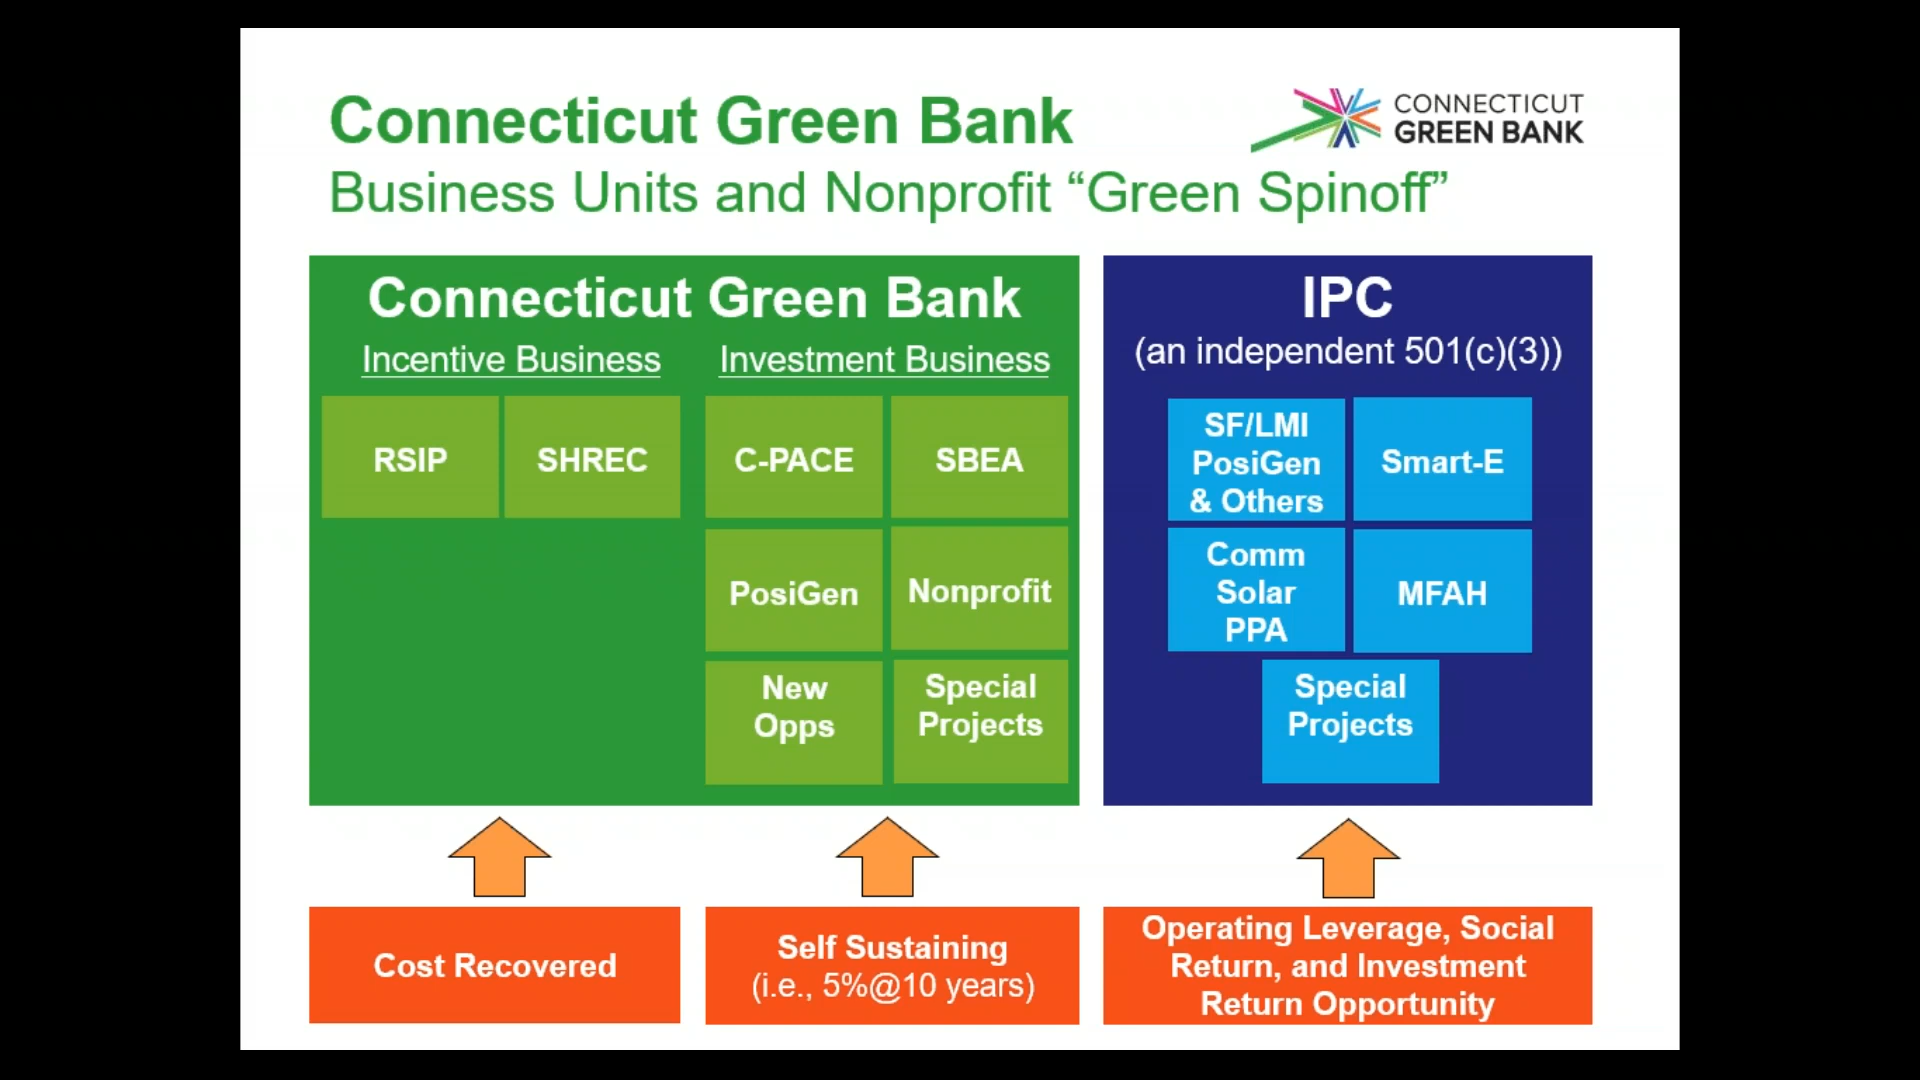 Connecticut Green Bank
Business Units and Nonprofit “Green Spinoff”
CONNECTICUT
GREEN BANK
Connecticut Green Bank
Incentive Business
Investment Business
RSIP
SHREC
C-PACE
SBEA
PosiGen
Nonprofit
New
Opps
Special
Projects
IPC
(an independent 501(c)(3))
SF/LMI
PosiGen
& Others
Smart-E
Comm
Solar
PPA
MFAH
Special
Projects
Cost Recovered
Self Sustaining
(i.e., 5%@10 years)
Operating Leverage, Social
Return, and Investment
Return Opportunity